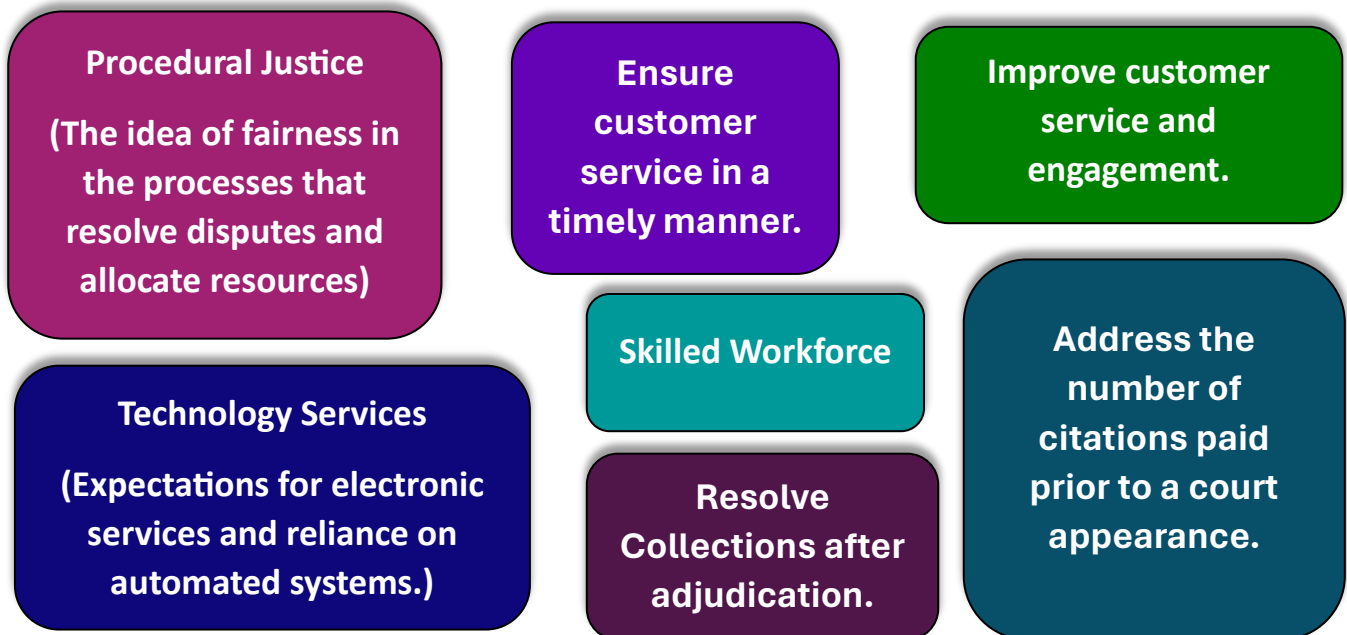 Procedural Justice
(The idea of fairness in
the processes that
resolve disputes and
allocate resources)
Ensure
customer
service in a
timely manner.
Improve customer
service and
engagement.
Technology Services
(Expectations for electronic
services and reliance on
automated systems.)
Skilled Workforce
Resolve
Collections after
adjudication.
Address the
number of
citations paid
prior to a court
appearance.